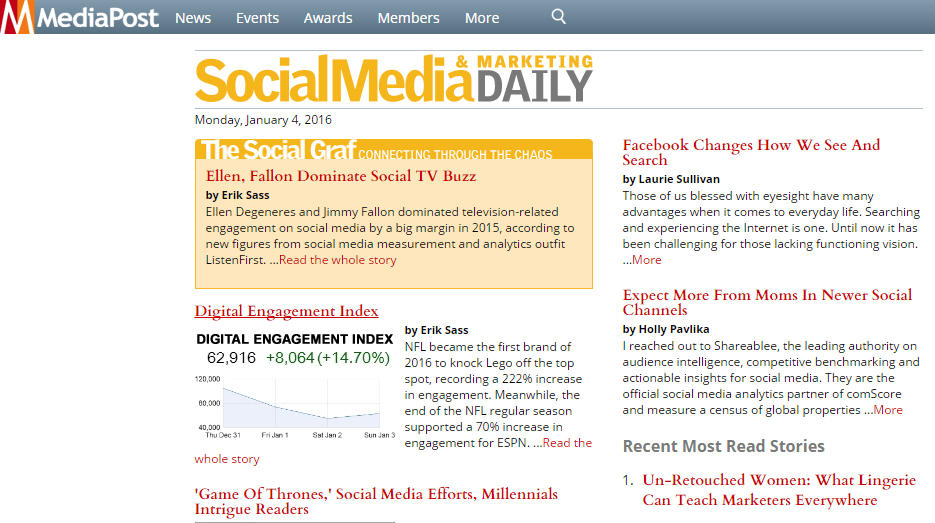 MediaPost News Events Awards Members More
SocialMedia & MARKETING DAILY
Monday, January 4, 2016
The Social Graf CONNECTING THROUGH THE CHAOS
Ellen, Fallon Dominate Social TV Buzz
by Erik Sass
Ellen Degeneres and Jimmy Fallon dominated television-related
engagement on social media by a big margin in 2015, according to
new figures from social media measurement and analytics outfit
ListenFirst. ...Read the whole story
Digital Engagement Index
DIGITAL ENGAGEMENT INDEX
62,916 +8,064 (+14.70%)
120,000
80,000
40,000
Thu Dec 31 Fri Jan 1 Sat Jan 2 Sun Jan 3
by Erik Sass
NFL became the first brand of
2016 to knock Lego off the top
spot, recording a 222% increase
in engagement. Meanwhile, the
end of the NFL regular season
supported a 70% increase in
engagement for ESPN. ...Read the
whole story
'Game Of Thrones,' Social Media Efforts, Millennials
Intrigue Readers
Facebook Changes How We See And
Search
by Laurie Sullivan
Those of us blessed with eyesight have many
advantages when it comes to everyday life. Searching
and experiencing the Internet is one. Until now it has
been challenging for those lacking functioning vision.
...More
Expect More From Moms In Newer Social
Channels
by Holly Pavlika
I reached out to Shareablee, the leading authority on
audience intelligence, competitive benchmarking and
actionable insights for social media. They are the
official social media analytics partner of comScore
and measure a census of global properties ...More
Recent Most Read Stories
1. Un-Retouched Women: What Lingerie
Can Teach Marketers Everywhere